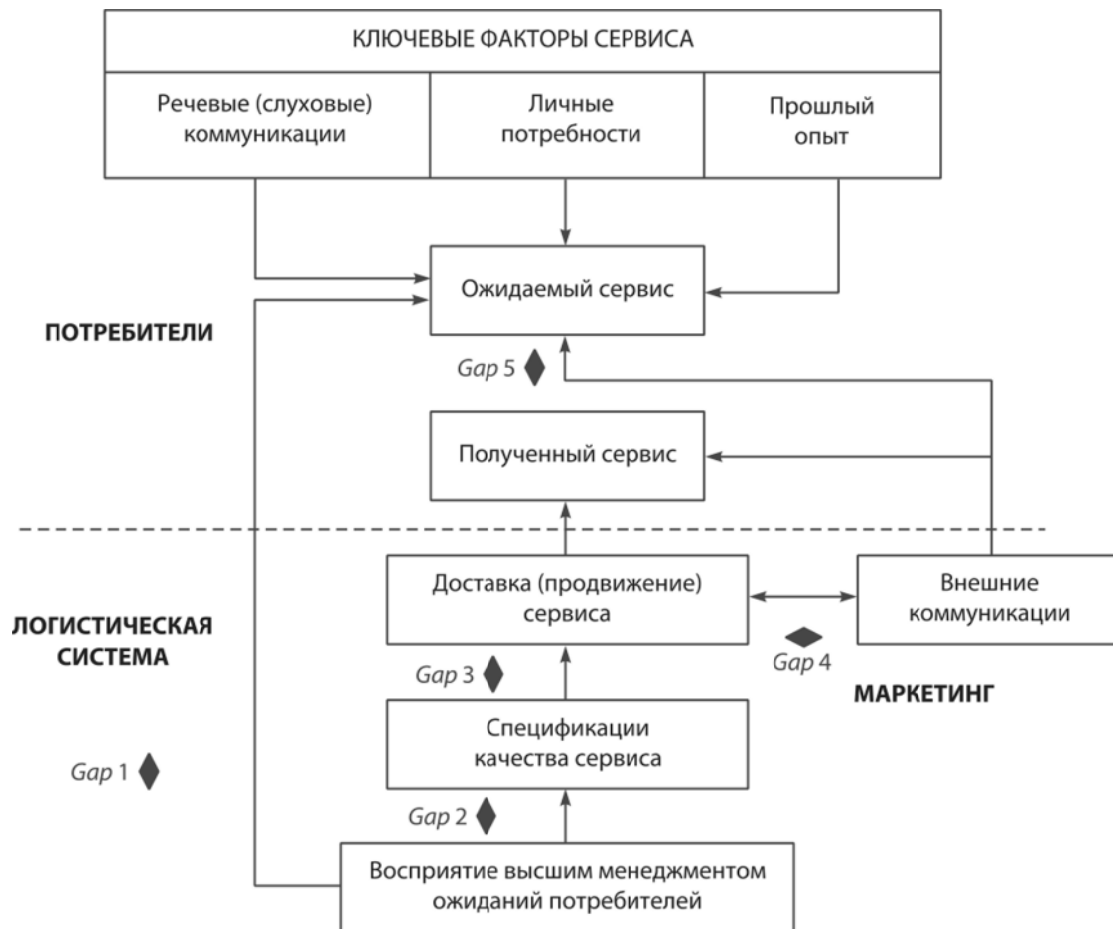 КЛЮЧЕВЫЕ ФАКТОРЫ СЕРВИСА
Речевые (слуховые)
коммуникации
Личные
потребности
Прошлый
опыт
Ожидаемый сервис
ПОТРЕБИТЕЛИ
Gap 5
Полученный сервис
Доставка (продвижение)
сервиса
Внешние
коммуникации
ЛОГИСТИЧЕСКАЯ
СИСТЕМА
Gap 3
Gap 4
МАРКЕТИНГ
Спецификации
качества сервиса
Gap 1
Gap 2
Восприятие высшим менеджментом
ожиданий потребителей